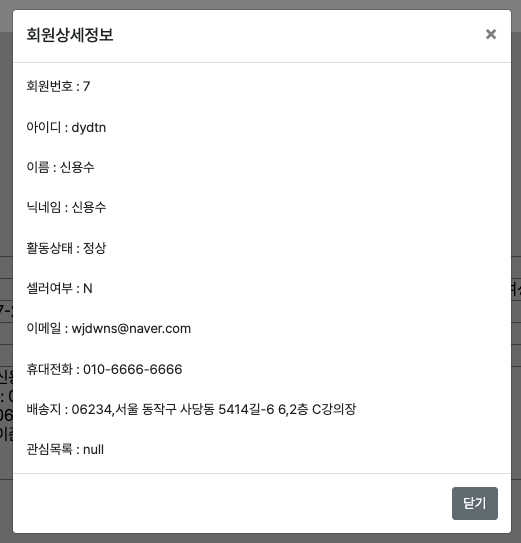 회원상세정보
×
회원번호 : 7
아이디 : dydtn
이름 : 신용수
닉네임 : 신용수
활동상태 : 정상
셀러여부 : N
이메일 : wjdwns@naver.com
휴대전화 : 010-6666-6666
배송지 : 06234,서울 동작구 사당동 5414길-6 6,2층 C강의장
관심목록 : null
닫기